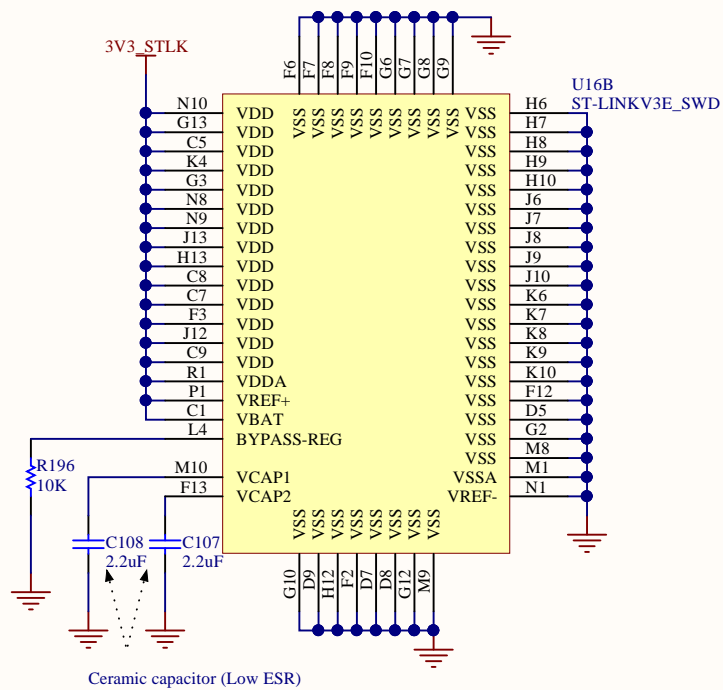 3V3_STLK
F6 F7 F8 F9 F10 G6 G7 G8 G9
VSS VSS VSS VSS VSS VSS VSS VSS VSS
U16B
ST-LINKV3E_SWD
N10 VDD VSS H6
G13 VDD VSS H7
C5 VDD VSS H8
K4 VDD VSS H9
G3 VDD VSS H10
N8 VDD VSS J6
N9 VDD VSS J7
J13 VDD VSS J8
H13 VDD VSS J9
C8 VDD VSS J10
C7 VDD VSS K6
F3 VDD VSS K7
J12 VDD VSS K8
C9 VDD VSS K9
R1 VDDA VSS K10
P1 VREF+ VSS F12
C1 VBAT VSS D5
L4 BYPASS-REG VSS G2
VSS M8
M10 VCAP1 VSSA M1
F13 VCAP2 VREF- N1
R196
10K
C108
2.2uF
C107
2.2uF
VSS VSS VSS VSS VSS VSS VSS VSS
G10 D9 H12 F2 D7 D8 G12 M9
Ceramic capacitor (Low ESR)